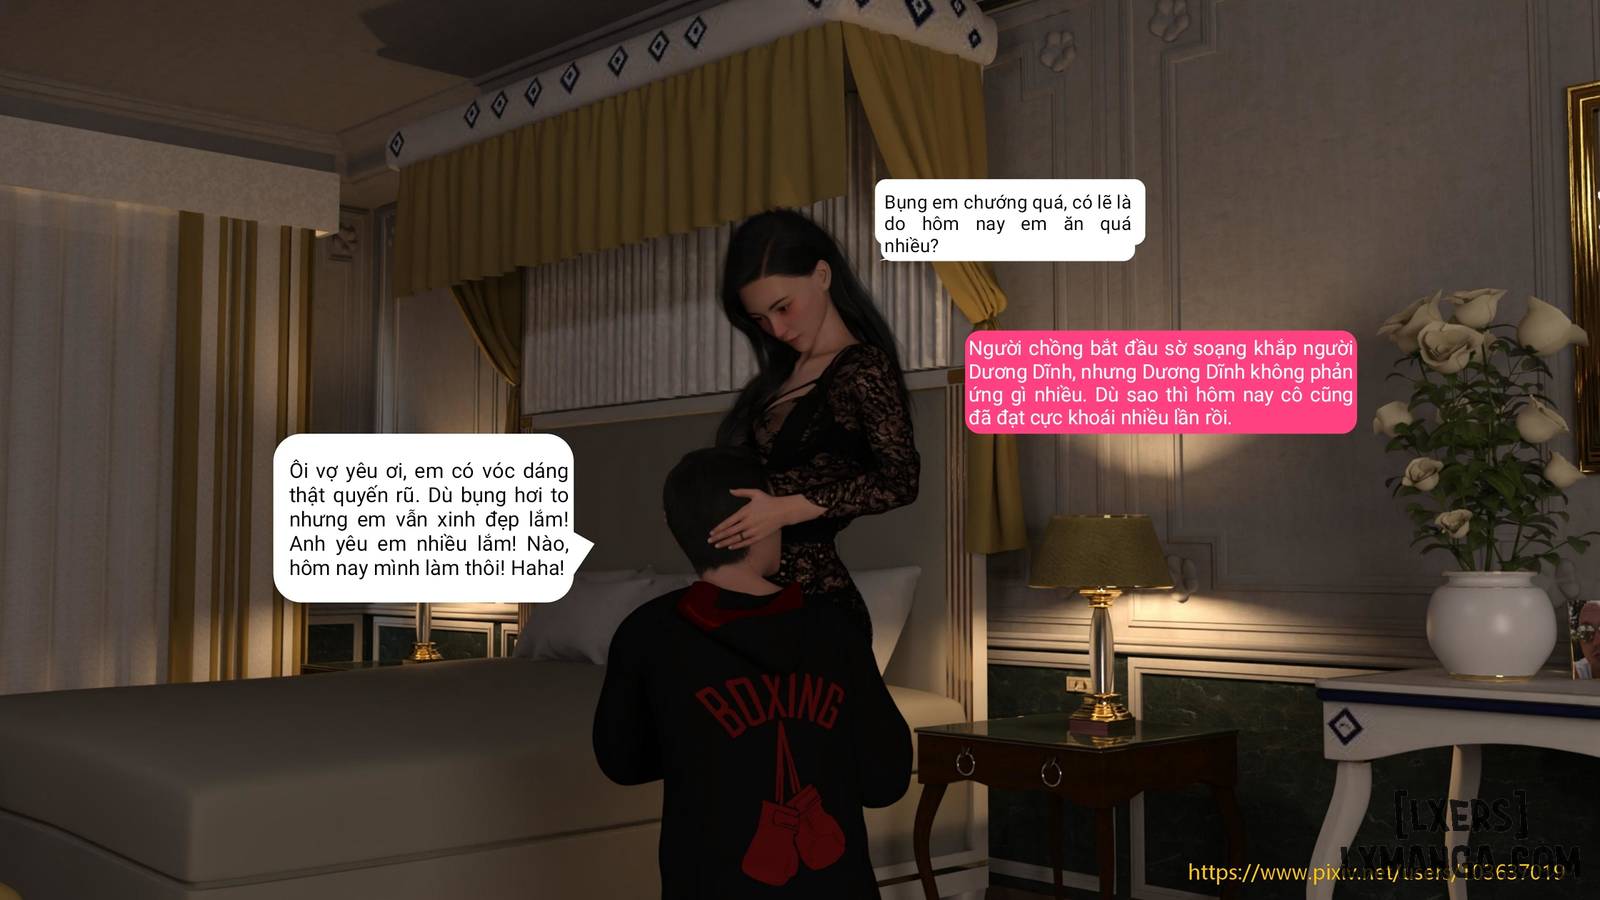 Bụng em chướng quá, có lẽ là
do hôm nay em ăn quá
nhiều?
Người chồng bắt đầu sờ soạng khắp người
Dương Dĩnh, nhưng Dương Dĩnh không phản
ứng gì nhiều. Dù sao thì hôm nay cô cũng
đã đạt cực khoái nhiều lần rồi.
Ôi vợ yêu ơi, em có vóc dáng
thật quyến rũ. Dù bụng hơi to
nhưng em vẫn xinh đẹp lắm!
Anh yêu em nhiều lắm! Nào,
hôm nay mình làm thôi! Haha!
BOXING
[LXERS]
LXMANGA.COM
https://www.pixiv.net/users/103637019